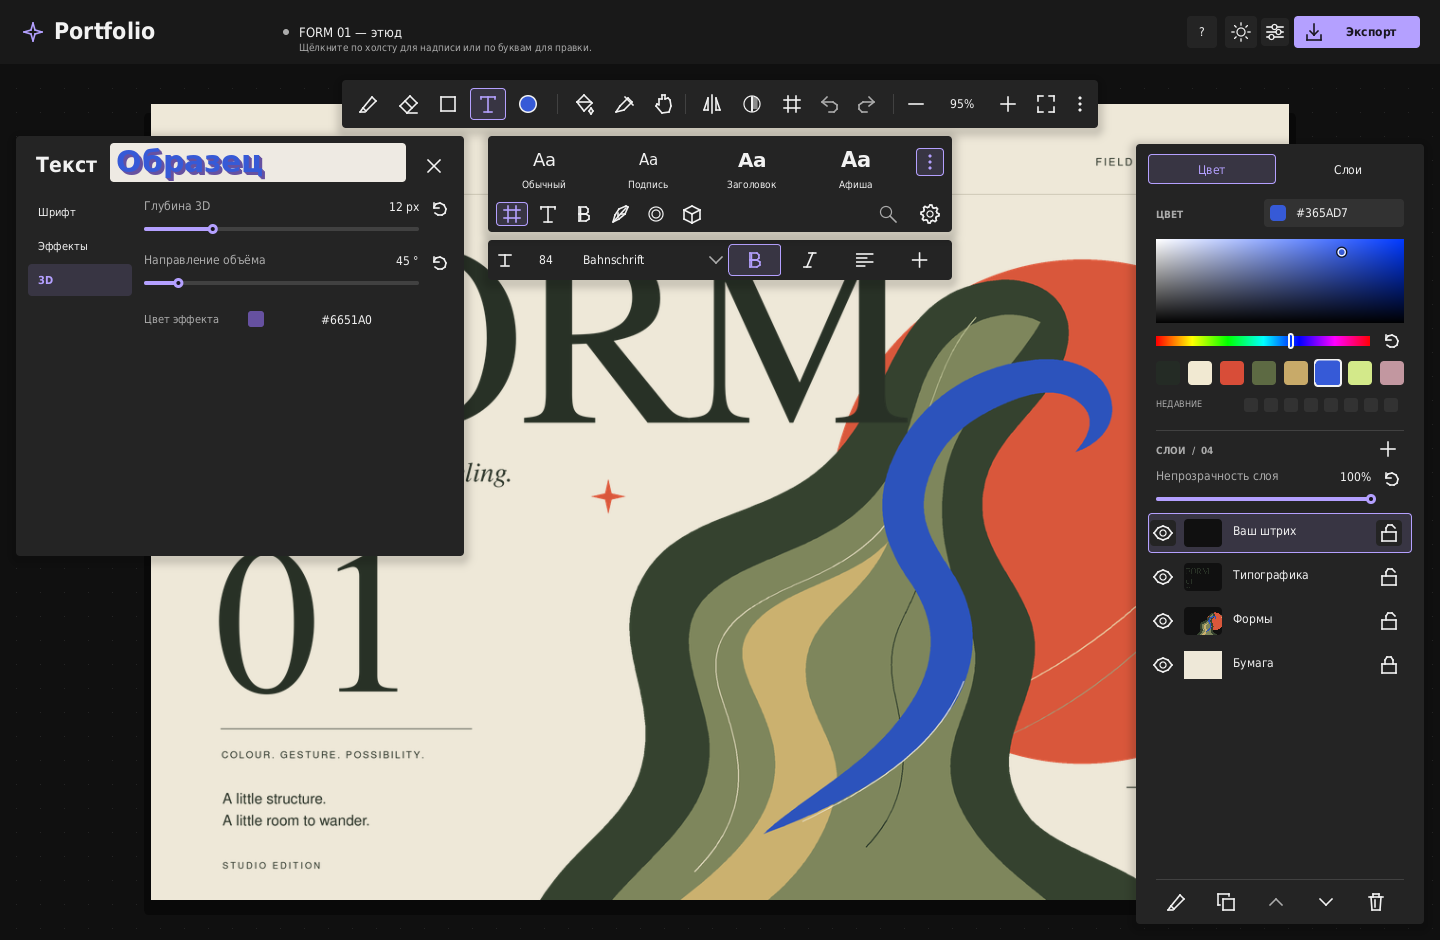 Portfolio
FORM 01 — этюд
Щёлкните по холсту для надписи или по буквам для правки.
?
Экспорт
95%
Текст
Образец
Шрифт
Эффекты
3D
Глубина 3D
12 px
Направление объёма
45 °
Цвет эффекта
#6651A0
Aa
Обычный
Aa
Подпись
Aa
Заголовок
Aa
Афиша
84
Bahnschrift
B
I
FIELD
Цвет
Слои
ЦВЕТ
#365AD7
НЕДАВНИЕ
СЛОИ / 04
Непрозрачность слоя
100%
Ваш штрих
Типографика
Формы
Бумага
ORM
ling.
01
COLOUR. GESTURE. POSSIBILITY.
A little structure.
A little room to wander.
STUDIO EDITION